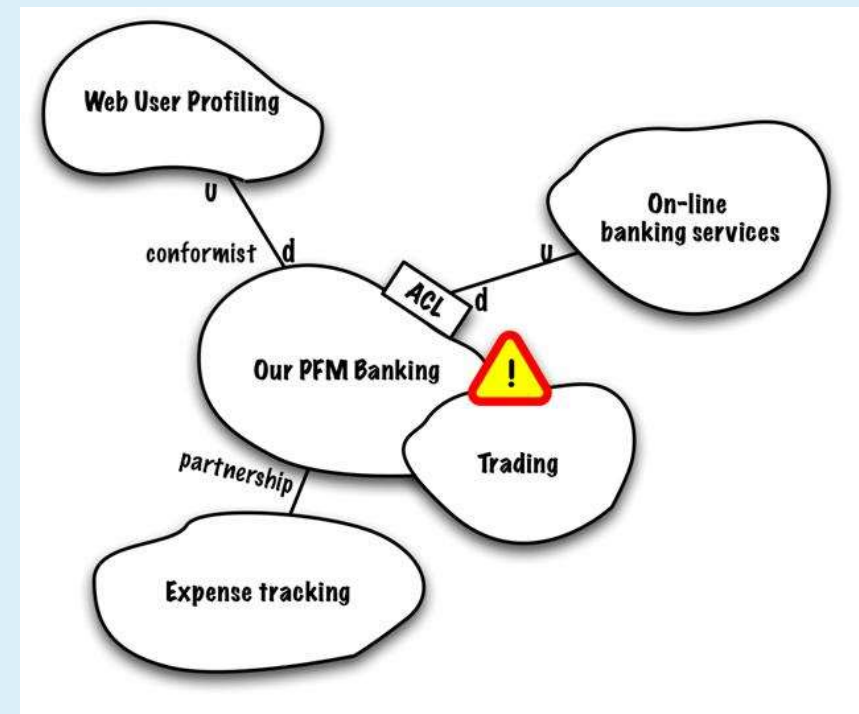 Web User Profiling
U
conformist d
On-line
banking services
U
ACL d
Our PFM Banking
!
Trading
partnership
Expense tracking